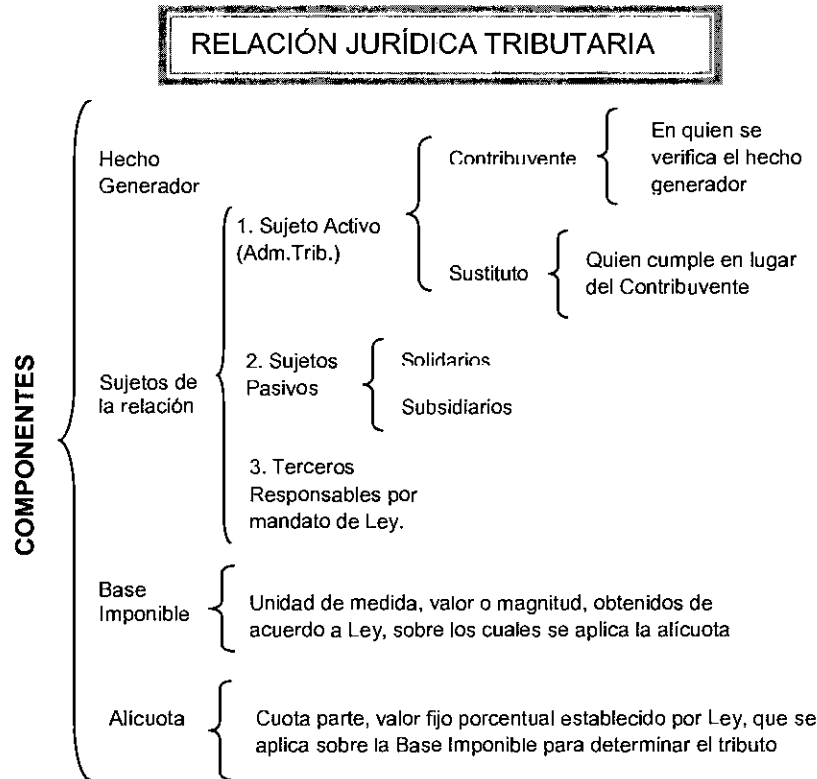 RELACIÓN JURÍDICA TRIBUTARIA
COMPONENTES
Hecho
Generador
Sujetos de
la relación
1. Sujeto Activo
(Adm.Trib.)
Contribuvente
En quien se
verifica el hecho
generador
Sustituto
Quien cumple en lugar
del Contribuvente
2. Sujetos
Pasivos
Solidarios
Subsidiarios
3. Terceros
Responsables por
mandato de Ley.
Base
Imponible
Unidad de medida, valor o magnitud, obtenidos de
acuerdo a Ley, sobre los cuales se aplica la alícuota
Alícuota
Cuota parte, valor fijo porcentual establecido por Ley, que se
aplica sobre la Base Imponible para determinar el tributo